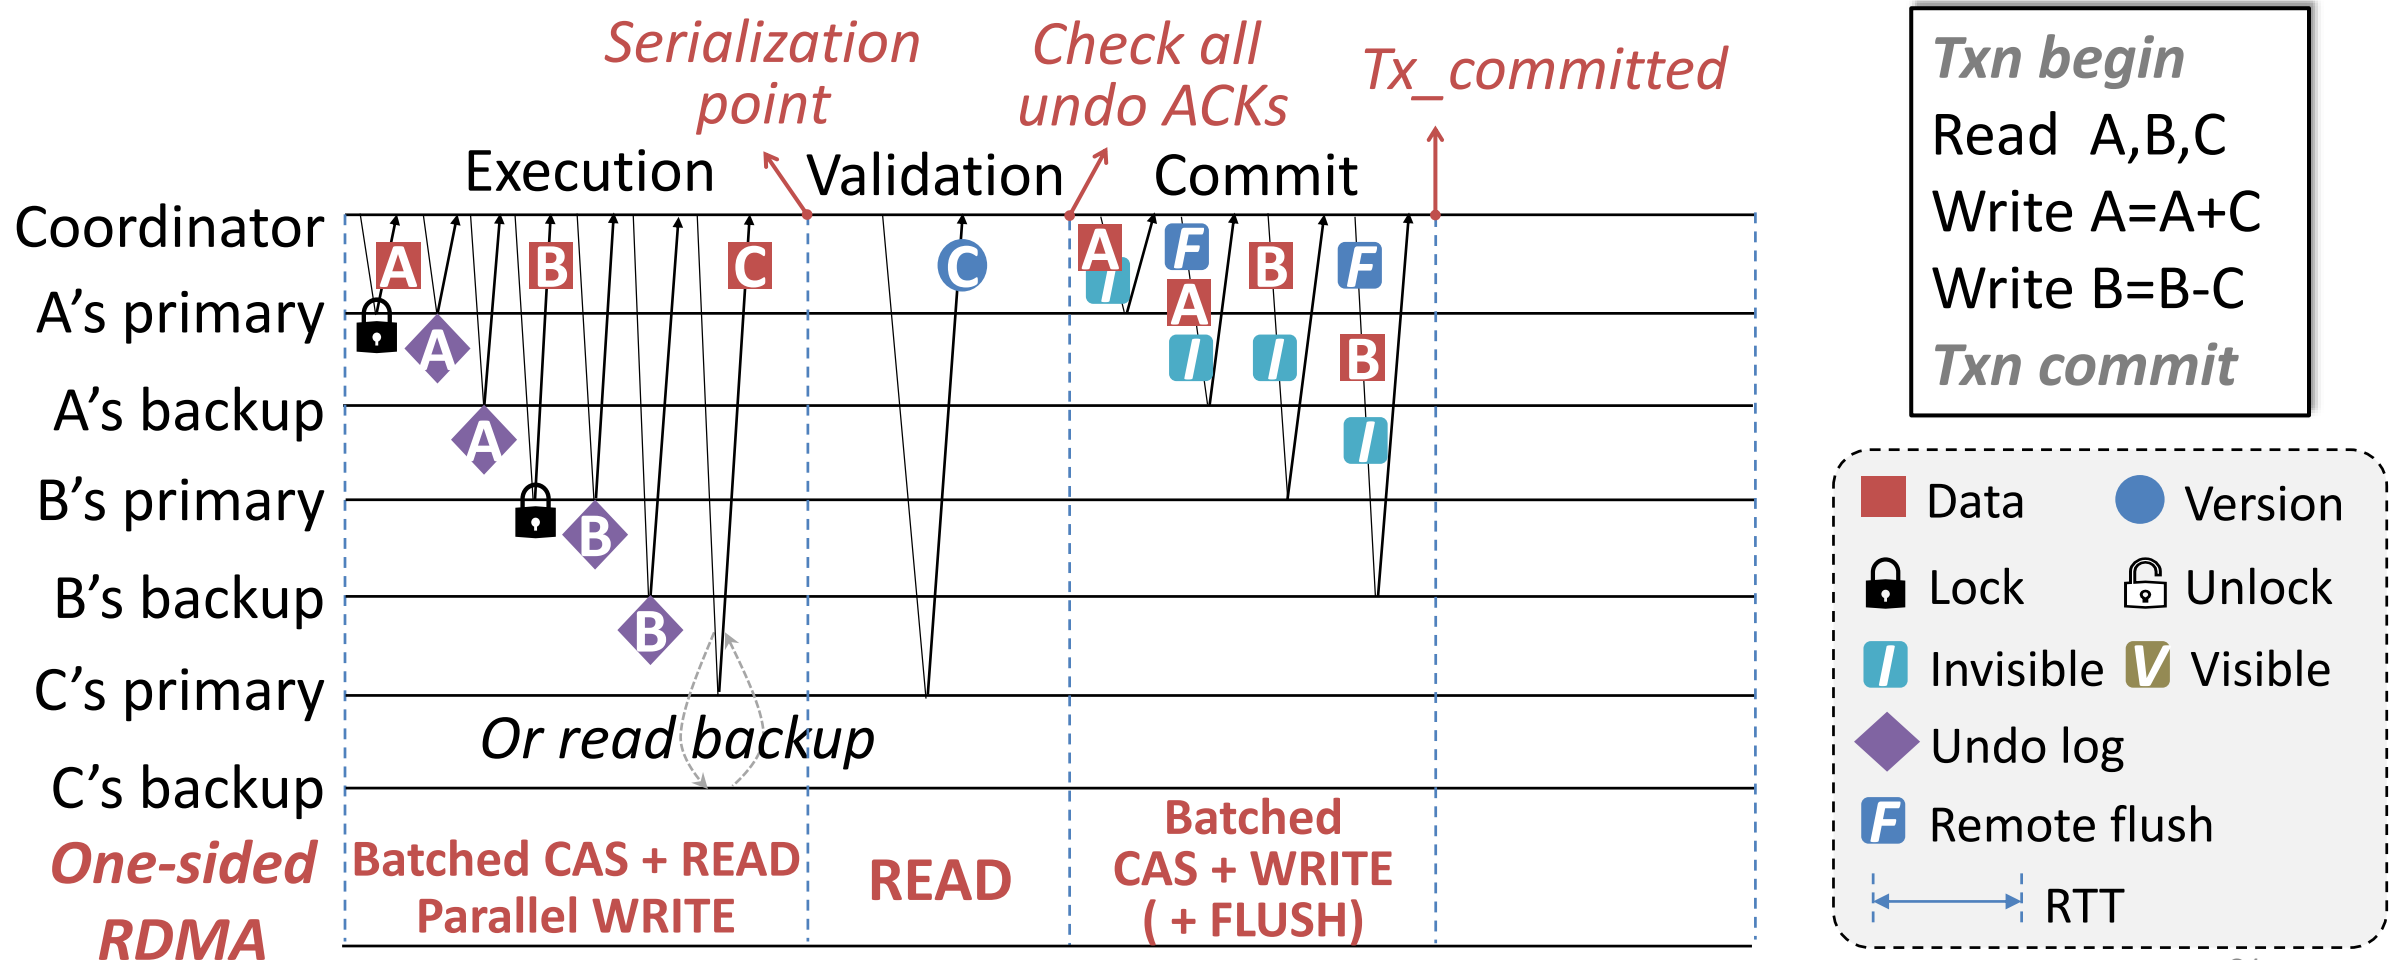 Serialization
point
Check all
undo ACKs
Tx_committed
Execution
Validation
Commit
Coordinator
A's primary
A's backup
B's primary
B's backup
C's primary
C's backup
A
A
A
B
B
B
C
C
A
I
F
A
I
B
I
F
B
I
Or read backup
One-sided
RDMA
Batched CAS + READ
Parallel WRITE
READ
Batched
CAS + WRITE
( + FLUSH)
Txn begin
Read A,B,C
Write A=A+C
Write B=B-C
Txn commit
Data
Version
Lock
Unlock
I Invisible
V Visible
Undo log
F Remote flush
RTT